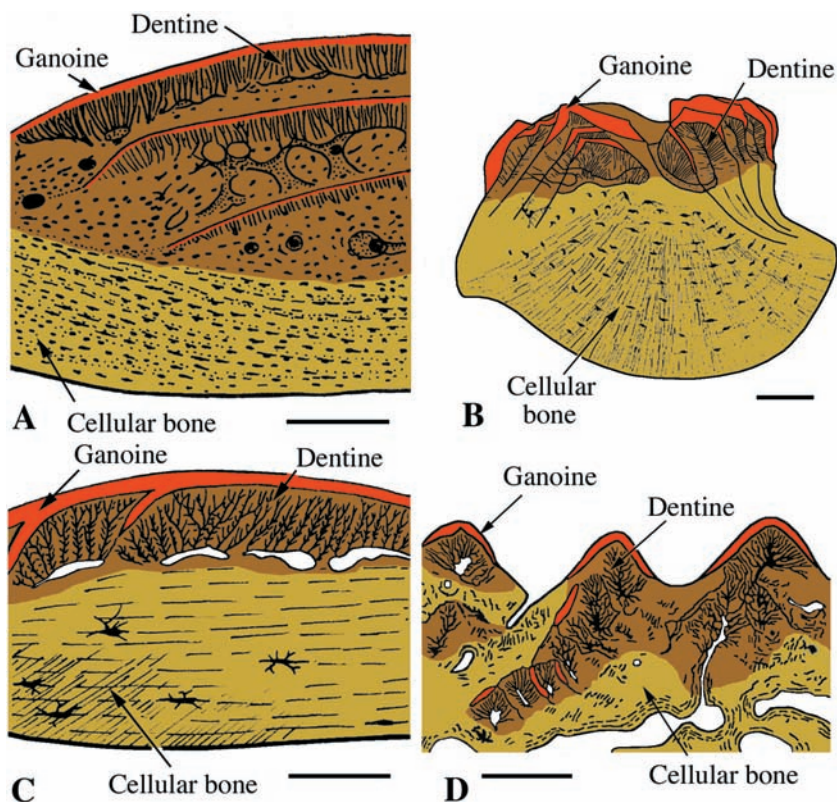 Dentine
Ganoine
Cellular bone
A
Ganoine
Dentine
Cellular
bone
B
Ganoine
Dentine
Cellular bone
C
Ganoine
Dentine
Cellular bone
D